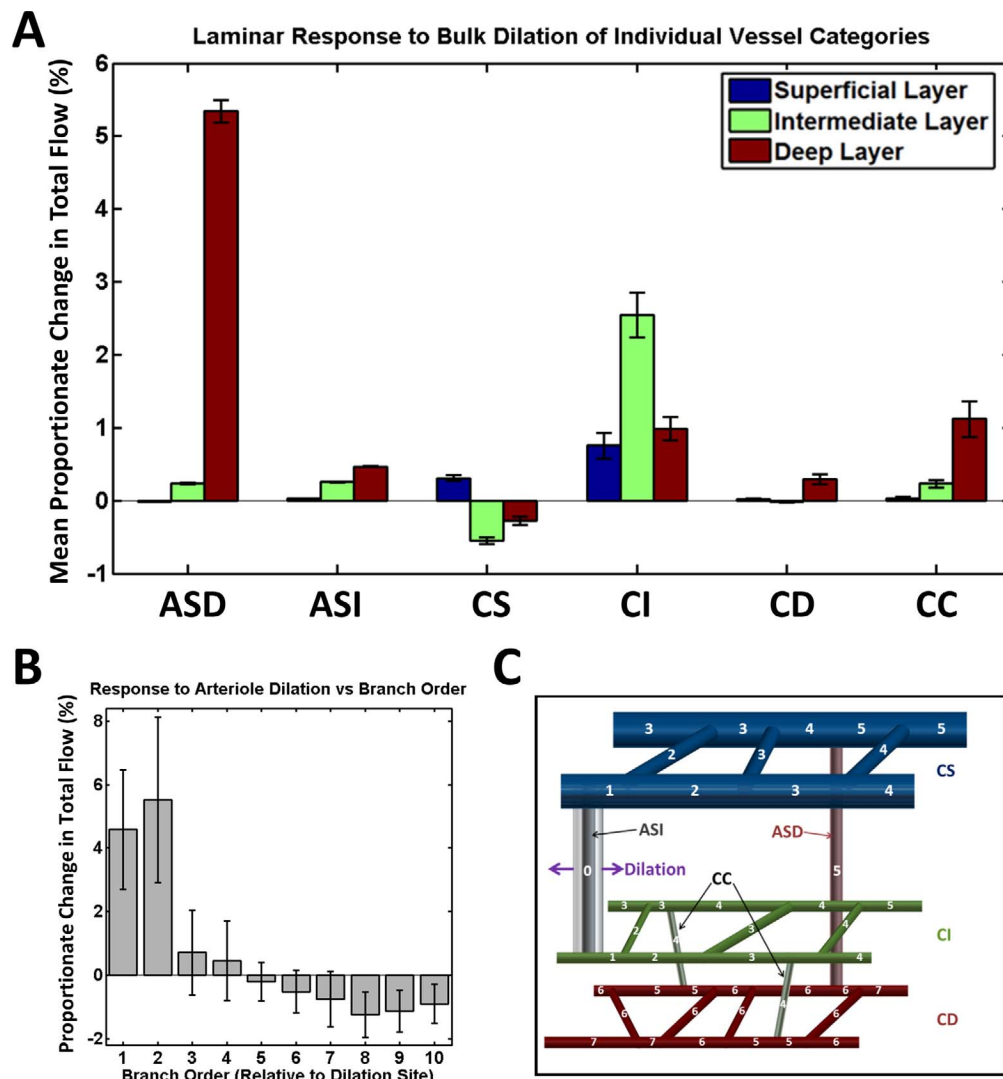 A
Laminar Response to Bulk Dilation of Individual Vessel Categories
Mean Proportionate Change in Total Flow (%)
6
5
4
3
2
1
0
-1
Superficial Layer
Intermediate Layer
Deep Layer
ASD ASI CS CI CD CC
B
Response to Arteriole Dilation vs Branch Order
Proportionate Change in Total Flow (%)
8
6
4
2
0
-2
1 2 3 4 5 6 7 8 9 10
Branch Order (Relative to Dilation Site)
C
3 3 4 5 5
2 3 4
CS
1 2 3 4
ASI ASD
0 Dilation 5
CC
3 3 4 4 5
2 4 3 4
CI
1 2 3 4
6 5 5 6 6 6 7
6 6 6 4 6
CD
7 7 6 5 5 6